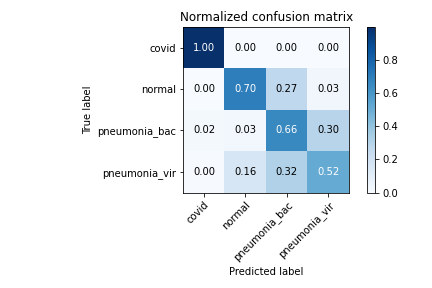 Normalized confusion matrix
covid 1.00 0.00 0.00 0.00
normal 0.00 0.70 0.27 0.03
pneumonia_bac 0.02 0.03 0.66 0.30
pneumonia_vir 0.00 0.16 0.32 0.52
True label
covid normal pneumonia_bac pneumonia_vir
Predicted label
0.8
0.6
0.4
0.2
0.0